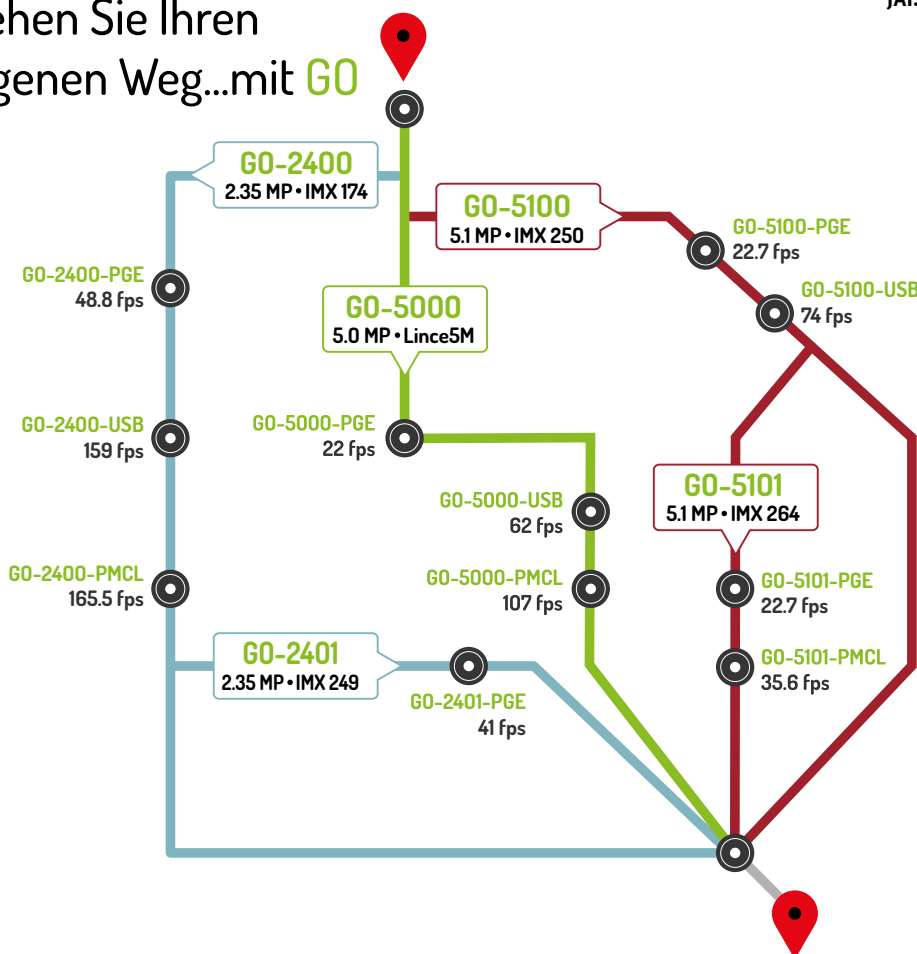 ehen Sie Ihren
genen Weg...mit GO
JAI.
GO-2400
2.35 MP • IMX 174
GO-5100
5.1 MP • IMX 250
GO-5100-PGE
22.7 fps
GO-2400-PGE
48.8 fps
GO-5000
5.0 MP • Lince5M
GO-5100-USB
74 fps
GO-2400-USB
159 fps
GO-5000-PGE
22 fps
GO-5000-USB
62 fps
GO-5101
5.1 MP • IMX 264
GO-2400-PMCL
165.5 fps
GO-5000-PMCL
107 fps
GO-5101-PGE
22.7 fps
GO-2401
2.35 MP • IMX 249
GO-2401-PGE
41 fps
GO-5101-PMCL
35.6 fps